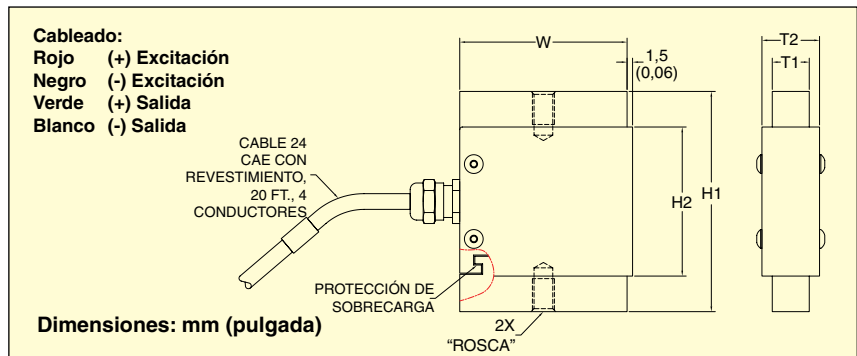 Cableado:
Rojo (+) Excitación
Negro (-) Excitación
Verde (+) Salida
Blanco (-) Salida
CABLE 24
CAE CON
REVESTIMIENTO,
20 FT., 4
CONDUCTORES
W
1,5
(0,06)
T2
T1
H2
H1
PROTECCIÓN DE
SOBRECARGA
2X
“ROSCA”
Dimensiones: mm (pulgada)